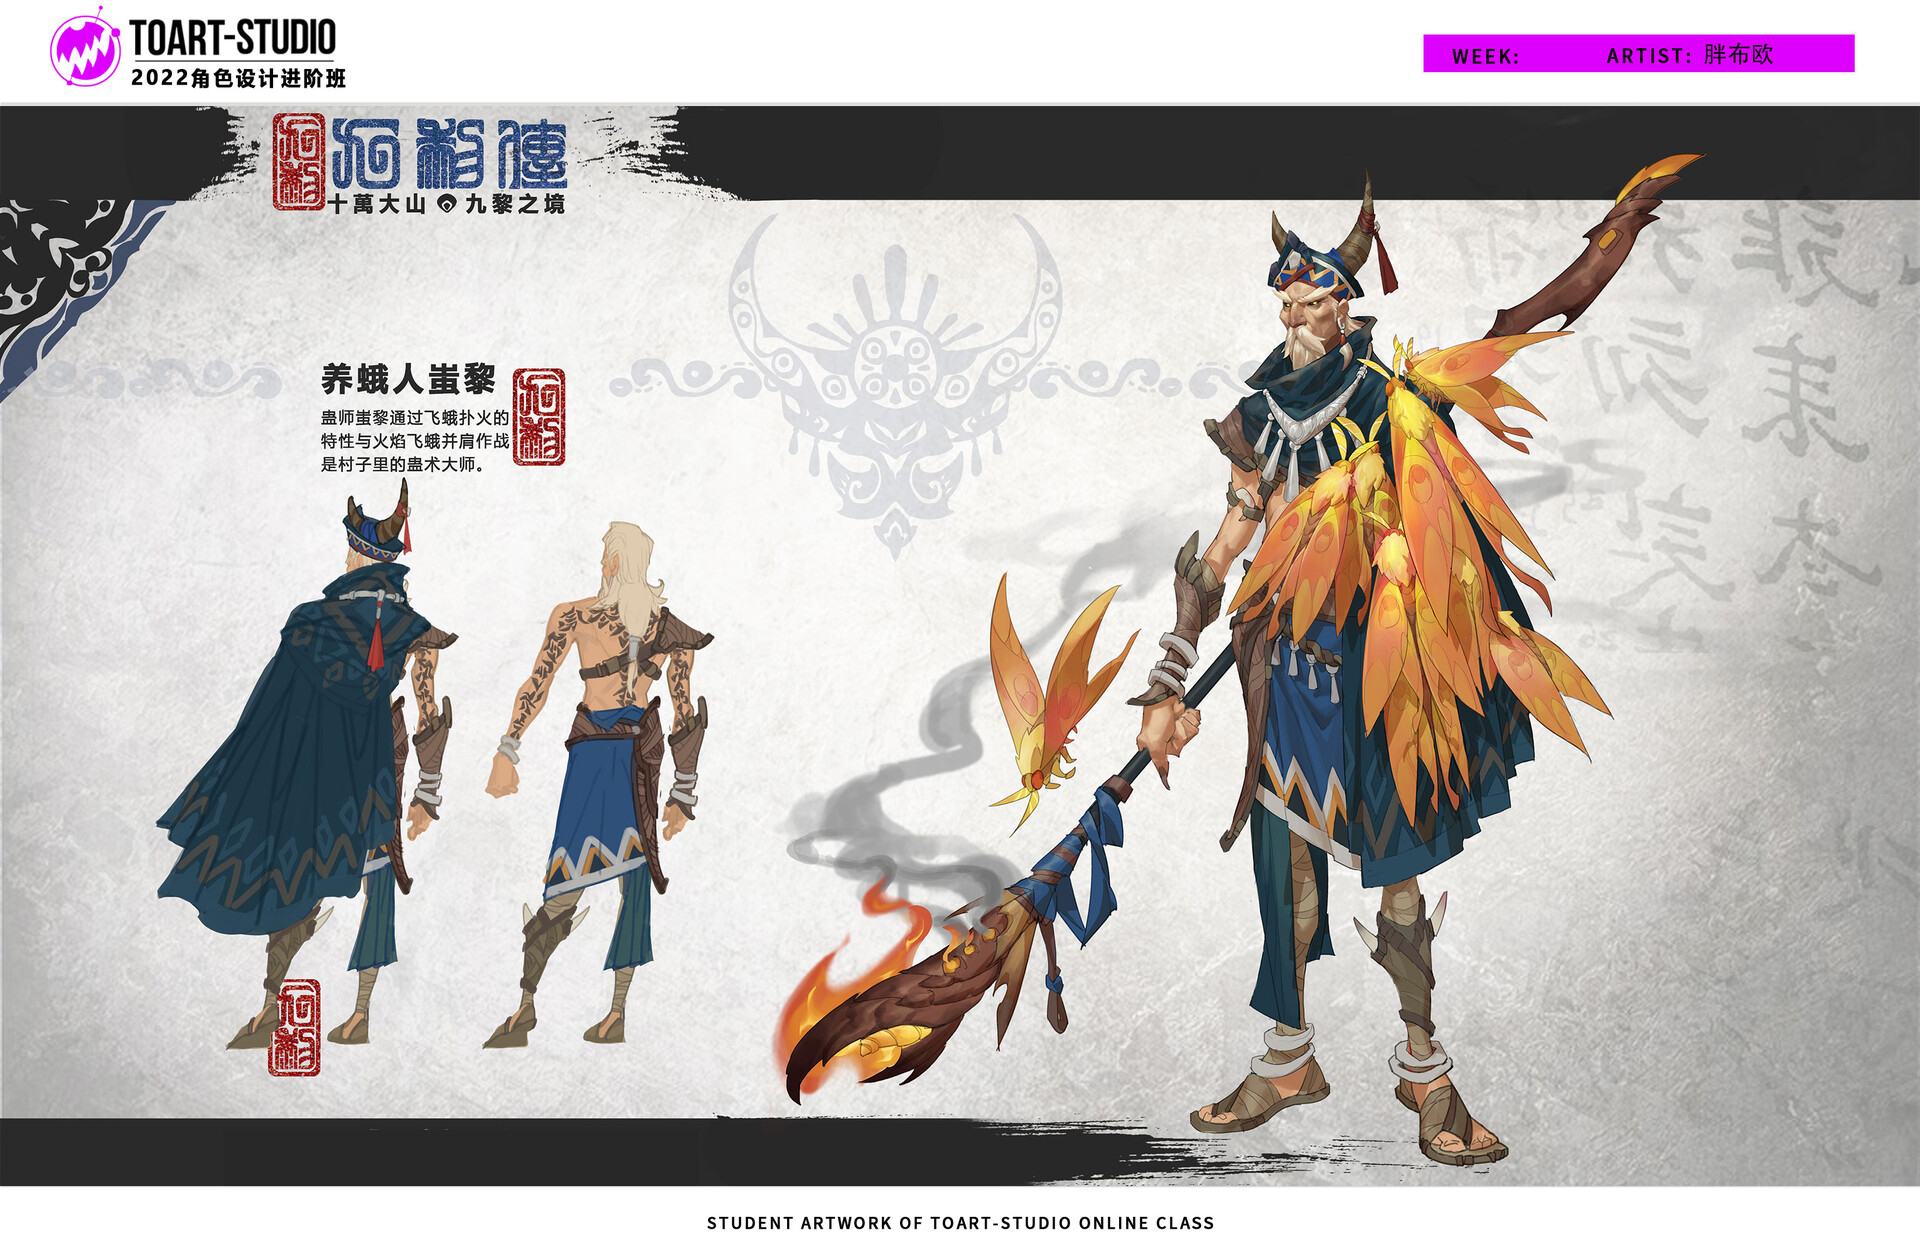 TOART-STUDIO
2022角色设计进阶班
WEEK:
ARTIST: 胖布欧
十萬大山 九黎之境
养蛾人蚩黎
蛊师蚩黎通过飞蛾扑火的
特性与火焰飞蛾并肩作战
是村子里的蛊术大师。
STUDENT ARTWORK OF TOART-STUDIO ONLINE CLASS